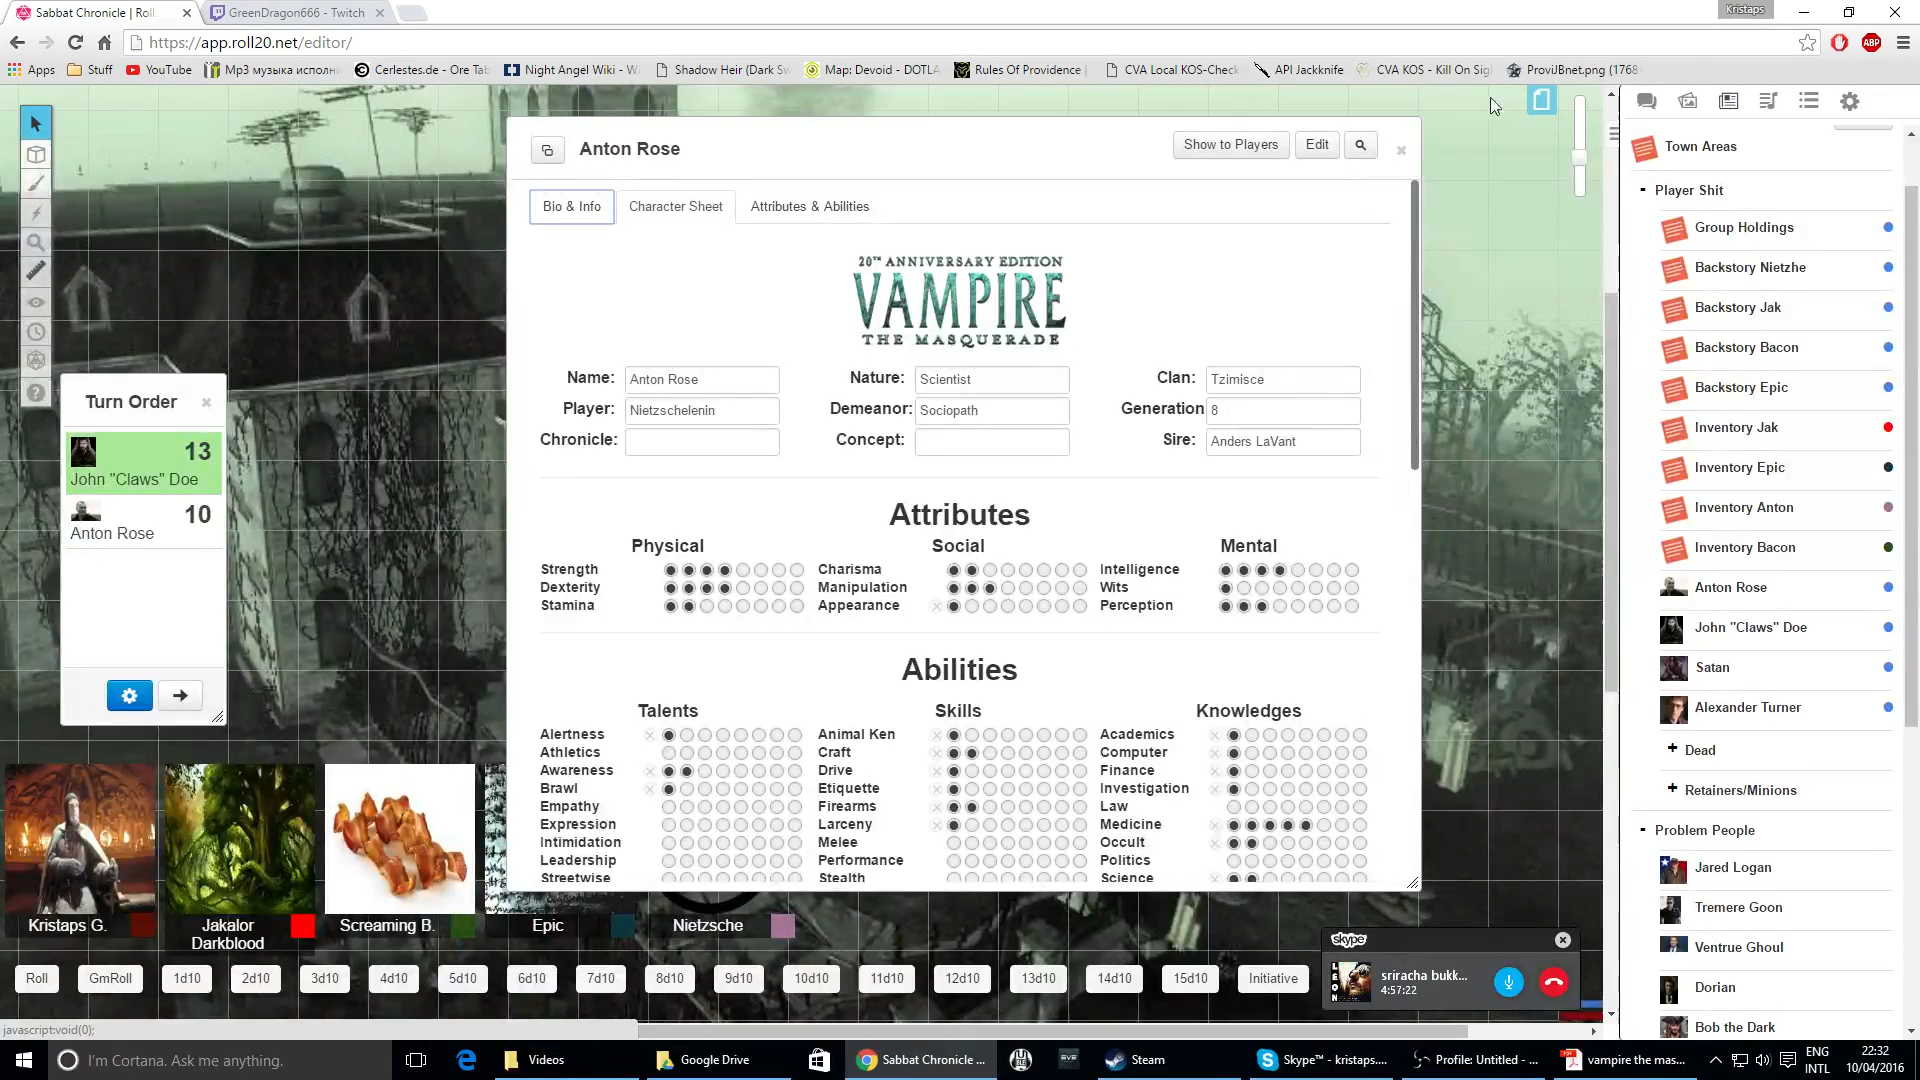 Sabbat Chronicle | Roll
GreenDragon666 - Twitch
Kristaps
https://app.roll20.net/editor/
ABP
Apps
Stuff
YouTube
Mp3 музыка исполни
Cerlestes.de - Ore Tab
Night Angel Wiki - Wi
Shadow Heir (Dark Sw
Map: Devoid - DOTLA
Rules Of Providence |
CVA Local KOS-Check
API Jackknife
CVA KOS - Kill On Sigl
ProviJBnet.png (1768
Anton Rose
Show to Players
Edit
Bio & Info
Character Sheet
Attributes & Abilities
20TH ANNIVERSARY EDITION
VAMPIRE
THE MASQUERADE
Name: Anton Rose
Nature: Scientist
Clan: Tzimisce
Player: Nietzschelenin
Demeanor: Sociopath
Generation 8
Chronicle:
Concept:
Sire: Anders LaVant
Attributes
Physical
Social
Mental
Strength
Charisma
Intelligence
Dexterity
Manipulation
Wits
Stamina
Appearance
Perception
Abilities
Talents
Skills
Knowledges
Alertness
Animal Ken
Academics
Athletics
Craft
Computer
Awareness
Drive
Finance
Brawl
Etiquette
Investigation
Empathy
Firearms
Law
Expression
Larceny
Medicine
Intimidation
Melee
Occult
Leadership
Performance
Politics
Streetwise
Stealth
Science
Turn Order
13
John "Claws" Doe
10
Anton Rose
Town Areas
Player Shit
Group Holdings
Backstory Nietzhe
Backstory Jak
Backstory Bacon
Backstory Epic
Inventory Jak
Inventory Epic
Inventory Anton
Inventory Bacon
Anton Rose
John "Claws" Doe
Satan
Alexander Turner
Dead
Retainers/Minions
Problem People
Jared Logan
Tremere Goon
Ventrue Ghoul
Dorian
Bob the Dark
Kristaps G.
Jakalor
Darkblood
Screaming B.
Epic
Nietzsche
Roll
GmRoll
1d10
2d10
3d10
4d10
5d10
6d10
7d10
8d10
9d10
10d10
11d10
12d10
13d10
14d10
15d10
Initiative
skype
LEON
sriracha bukk...
4:57:22
javascript:void(0);
I'm Cortana. Ask me anything.
Videos
Google Drive
Sabbat Chronicle ...
EVE
Steam
Skype™ - kristaps....
Profile: Untitled - ...
vampire the mas...
ENG
INTL
22:32
10/04/2016